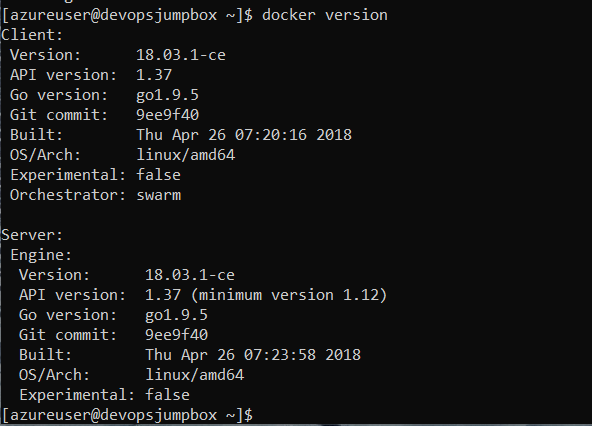 [azureuser@devopsjumpbox ~]$ docker version
Client:
 Version:      18.03.1-ce
 API version:  1.37
 Go version:   go1.9.5
 Git commit:   9ee9f40
 Built:        Thu Apr 26 07:20:16 2018
 OS/Arch:      linux/amd64
 Experimental: false
 Orchestrator: swarm

Server:
 Engine:
  Version:      18.03.1-ce
  API version:  1.37 (minimum version 1.12)
  Go version:   go1.9.5
  Git commit:   9ee9f40
  Built:        Thu Apr 26 07:23:58 2018
  OS/Arch:      linux/amd64
  Experimental: false
[azureuser@devopsjumpbox ~]$